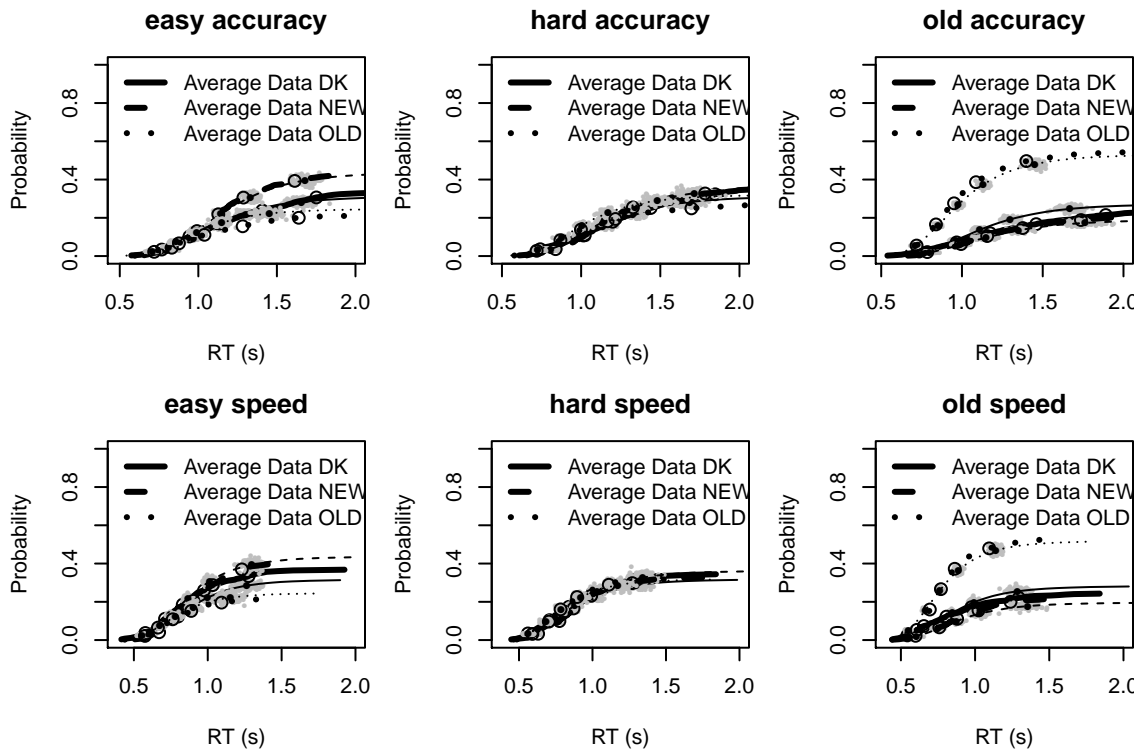 easy accuracy
Probability
0.0 0.4 0.8
Average Data DK
Average Data NEW
Average Data OLD
0.5 1.0 1.5 2.0
RT (s)
hard accuracy
Probability
0.0 0.4 0.8
Average Data DK
Average Data NEW
Average Data OLD
0.5 1.0 1.5 2.0
RT (s)
old accuracy
Probability
0.0 0.4 0.8
Average Data DK
Average Data NEW
Average Data OLD
0.5 1.0 1.5 2.0
RT (s)
easy speed
Probability
0.0 0.4 0.8
Average Data DK
Average Data NEW
Average Data OLD
0.5 1.0 1.5 2.0
RT (s)
hard speed
Probability
0.0 0.4 0.8
Average Data DK
Average Data NEW
Average Data OLD
0.5 1.0 1.5 2.0
RT (s)
old speed
Probability
0.0 0.4 0.8
Average Data DK
Average Data NEW
Average Data OLD
0.5 1.0 1.5 2.0
RT (s)